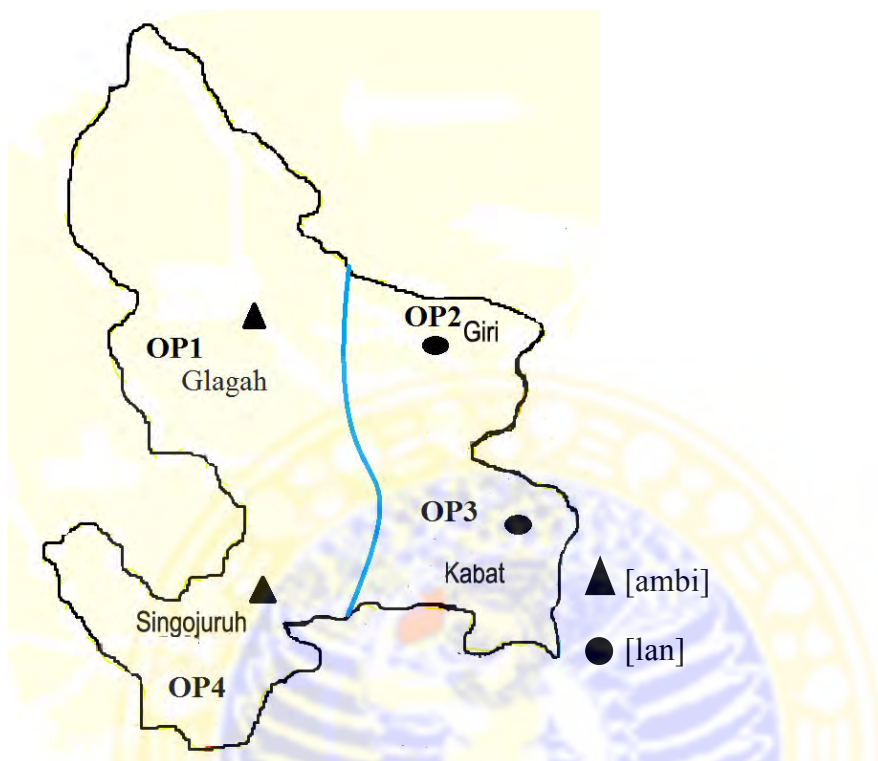 OP2 Giri
OP1
Glagah
OP3
Kabat
[ambi]
Singojuruh
[lan]
OP4